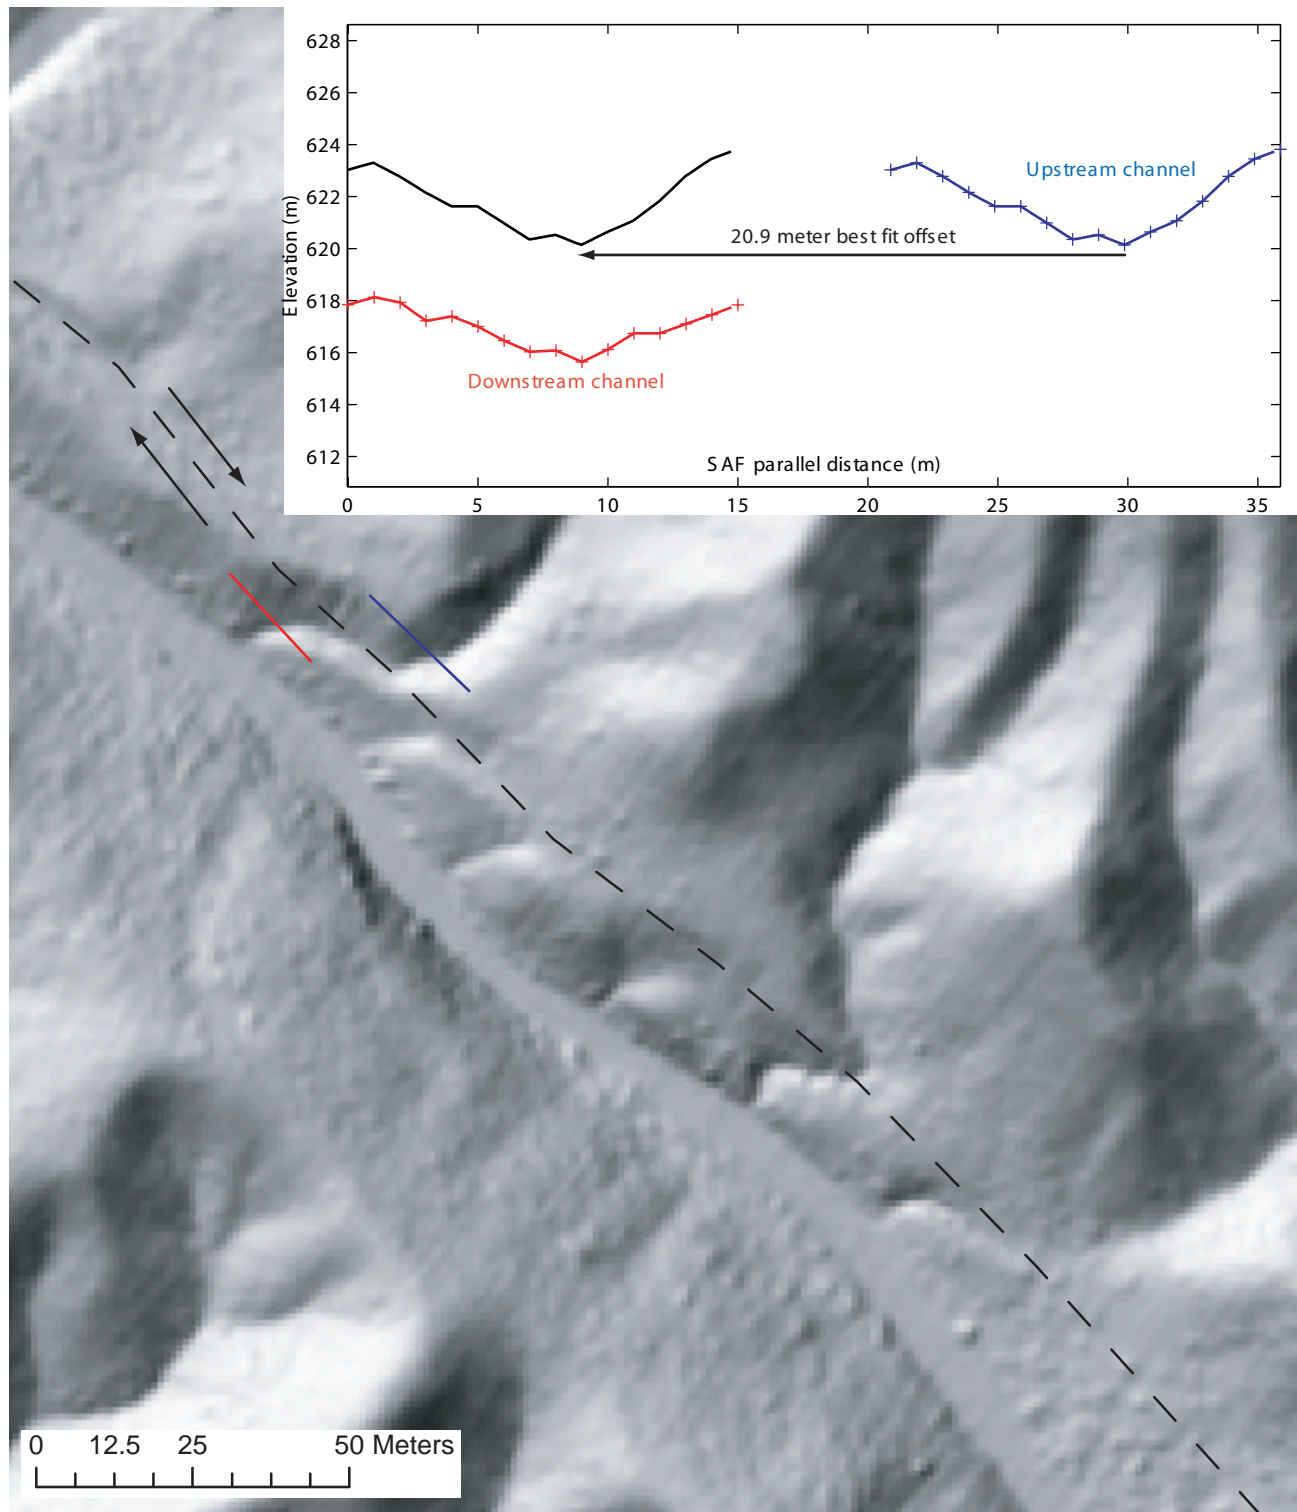 628
626
624
622
620
618
616
614
612
Elevation (m)
Upstream channel
20.9 meter best fit offset
Downstream channel
SAF parallel distance (m)
0 5 10 15 20 25 30 35
0 12.5 25 50 Meters